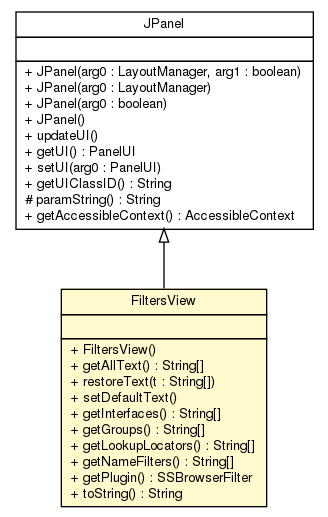 JPanel
+ JPanel(arg0 : LayoutManager, arg1 : boolean)
+ JPanel(arg0 : LayoutManager)
+ JPanel(arg0 : boolean)
+ JPanel()
+ updateUI()
+ getUI() : PanelUI
+ setUI(arg0 : PanelUI)
+ getUIClassID() : String
# paramString() : String
+ getAccessibleContext() : AccessibleContext
FiltersView
+ FiltersView()
+ getAllText() : String[]
+ restoreText(t : String[])
+ setDefaultText()
+ getInterfaces() : String[]
+ getGroups() : String[]
+ getLookupLocators() : String[]
+ getNameFilters() : String[]
+ getPlugin() : SSBrowserFilter
+ toString() : String